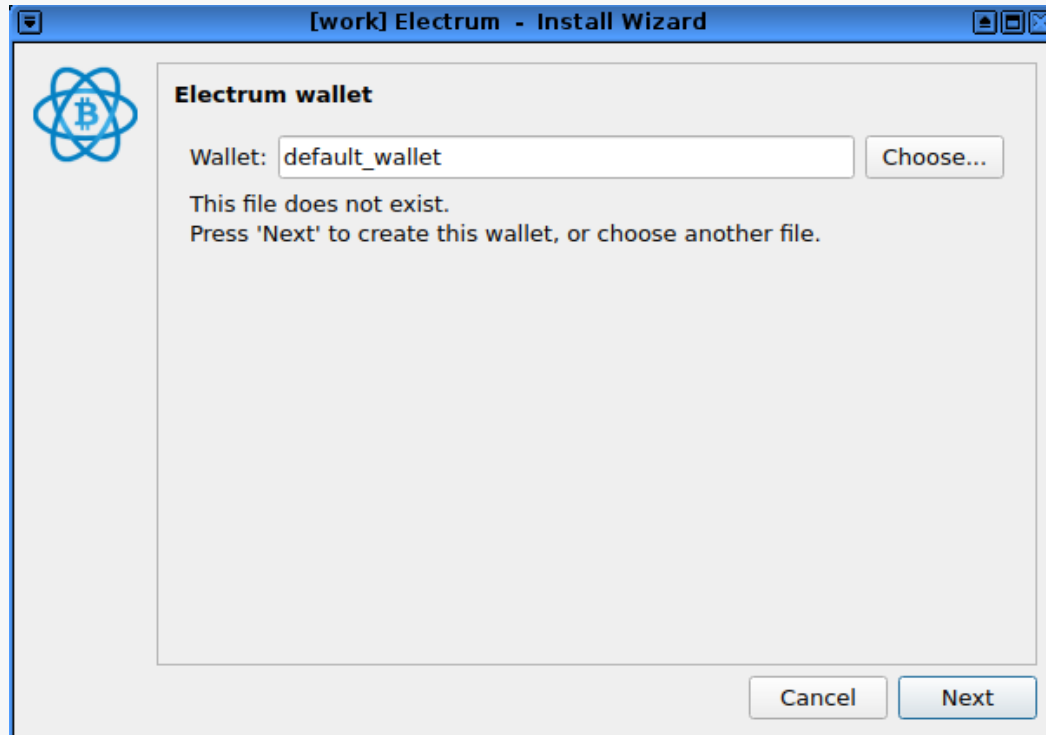 [work] Electrum  -  Install Wizard
Electrum wallet
Wallet: default_wallet Choose...
This file does not exist.
Press 'Next' to create this wallet, or choose another file.
Cancel Next